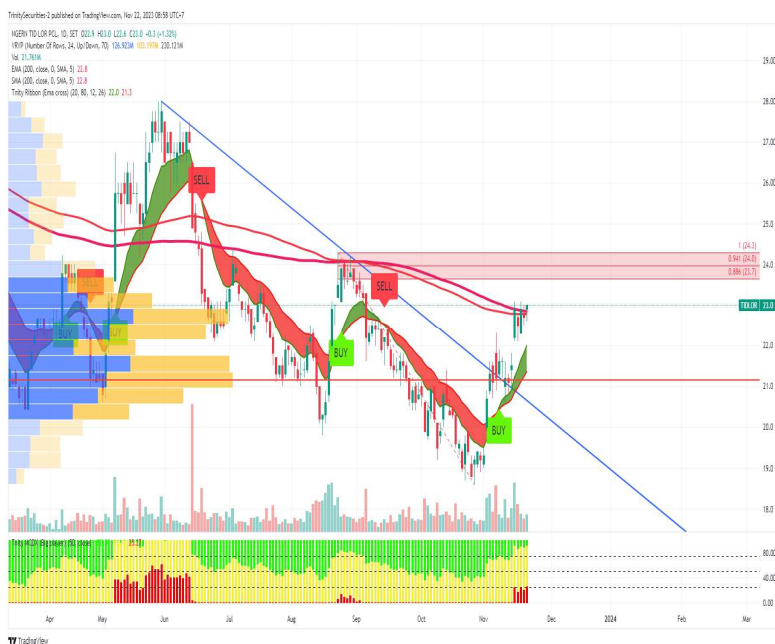 TrinitySecurities-2 published on TradingView.com, Nov 22, 2023 08:58 UTC-7
NGERN TID LOR PCL, 1D, SET O22.9 H23.0 L22.6 C23.0 +0.3 (+1.32%)
VRVP (Number Of Rows, 24, Up/Down, 70) 126.923M 103.197M 230.121M
Vol 21.761M
EMA (200, close, 0, SMA, 5) 22.8
SMA (200, close, 0, SMA, 5) 22.8
Tnity Ribbon (Ema cross) (20, 80, 12, 26) 22.0 21.3
29.00
28.00
27.00
26.00
25.00
24.00
22.0
21.0
20.0
19.0
18.0
1 (24.3)
0.941 (24.0)
0.886 (23.7)
TIDLOR 23.0
SELL
SELL
SELL
BUY
BUY
BUY
BUY
80.00
40.00
0.00
Apr May Jun Jul Aug Sep Oct Nov Dec 2024 Feb Mar
TradingView